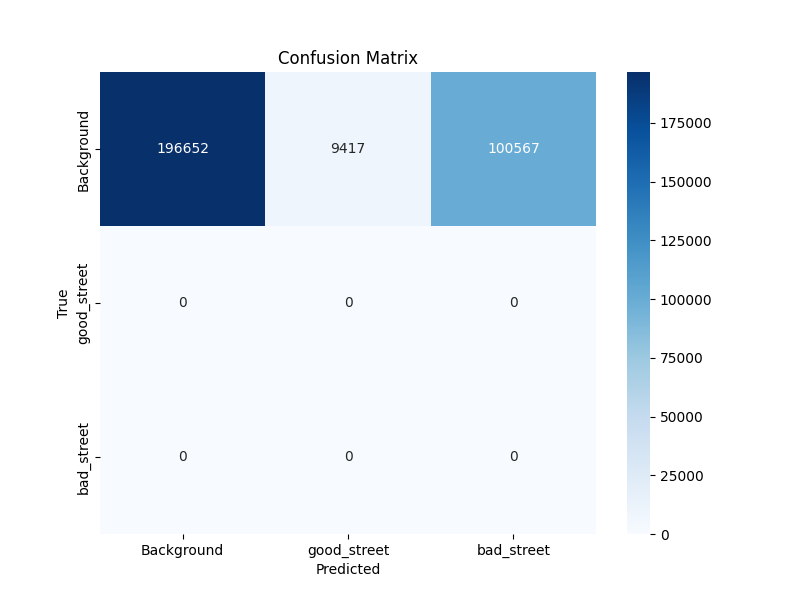 Confusion Matrix
True
Background
good_street
bad_street
196652 9417 100567
0 0 0
0 0 0
Background good_street bad_street
Predicted
175000
150000
125000
100000
75000
50000
25000
0